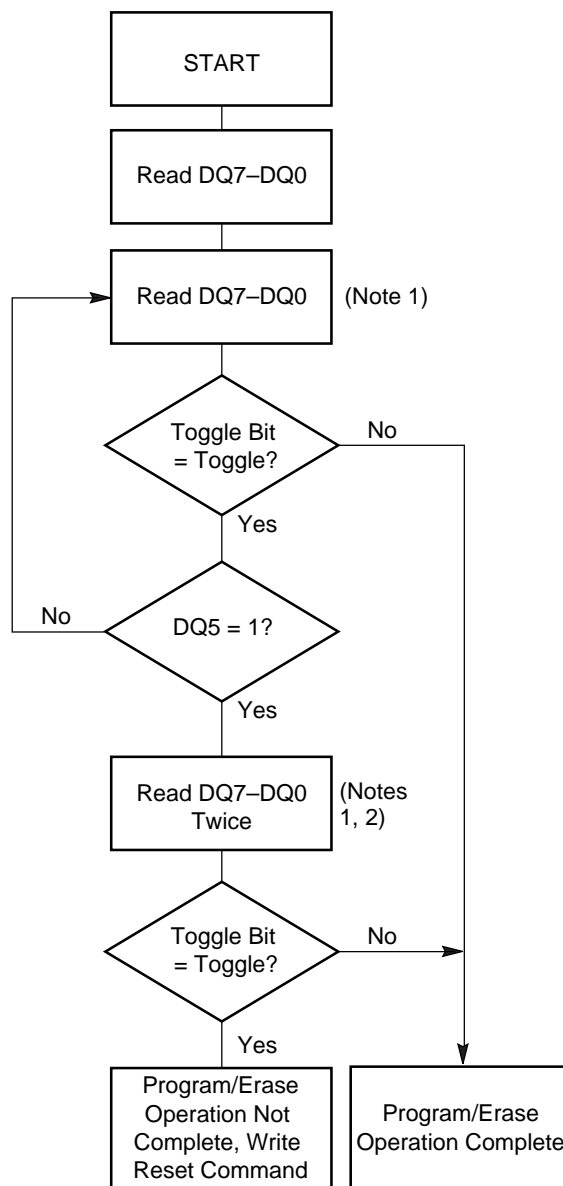 START
Read DQ7–DQ0
Read DQ7–DQ0
(Note 1)
Toggle Bit
= Toggle?
No
Yes
No
DQ5 = 1?
Yes
Read DQ7–DQ0
Twice
(Notes
1, 2)
Toggle Bit
= Toggle?
No
Yes
Program/Erase
Operation Not
Complete, Write
Reset Command
Program/Erase
Operation Complete